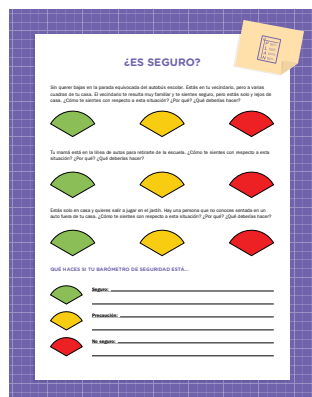 ¿ES SEGURO?
Sin querer bajas en la parada equivocada del autobús escolar. Estás en tu vecindario, pero a varias
cuadras de tu casa. El vecindario te resulta muy familiar y te sientes seguro, pero estás solo y lejos de
casa. ¿Cómo te sientes con respecto a esta situación? ¿Por qué? ¿Qué deberías hacer?
Tu mamá está en la línea de autos para retirarte de la escuela. ¿Cómo te sientes con respecto a esta
situación? ¿Por qué? ¿Qué deberías hacer?
Estás solo en casa y quieres salir a jugar en el jardín. Hay una persona que no conoces sentada en un
auto fuera de tu casa. ¿Cómo te sientes con respecto a esta situación? ¿Por qué? ¿Qué deberías hacer?
QUÉ HACES SI TU BARÓMETRO DE SEGURIDAD ESTÁ...
Seguro:
Precaución:
No seguro: